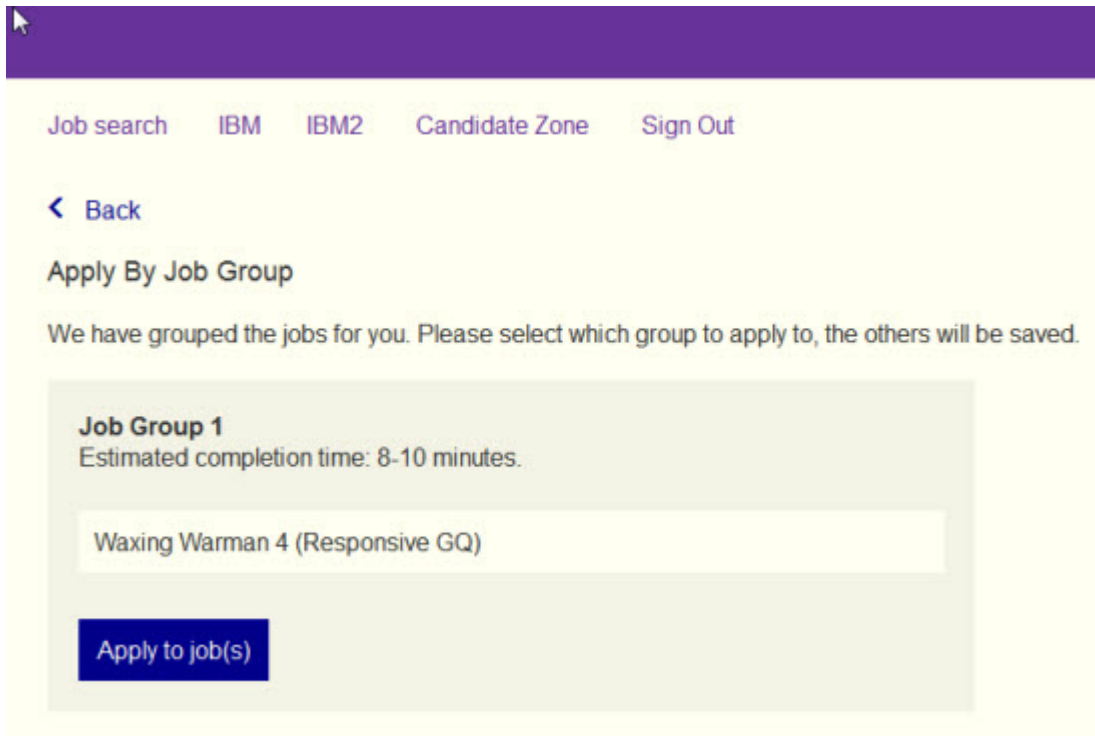 Job search IBM IBM2 Candidate Zone Sign Out
Back
Apply By Job Group
We have grouped the jobs for you. Please select which group to apply to, the others will be saved.
Job Group 1
Estimated completion time: 8-10 minutes.
Waxing Warman 4 (Responsive GQ)
Apply to job(s)